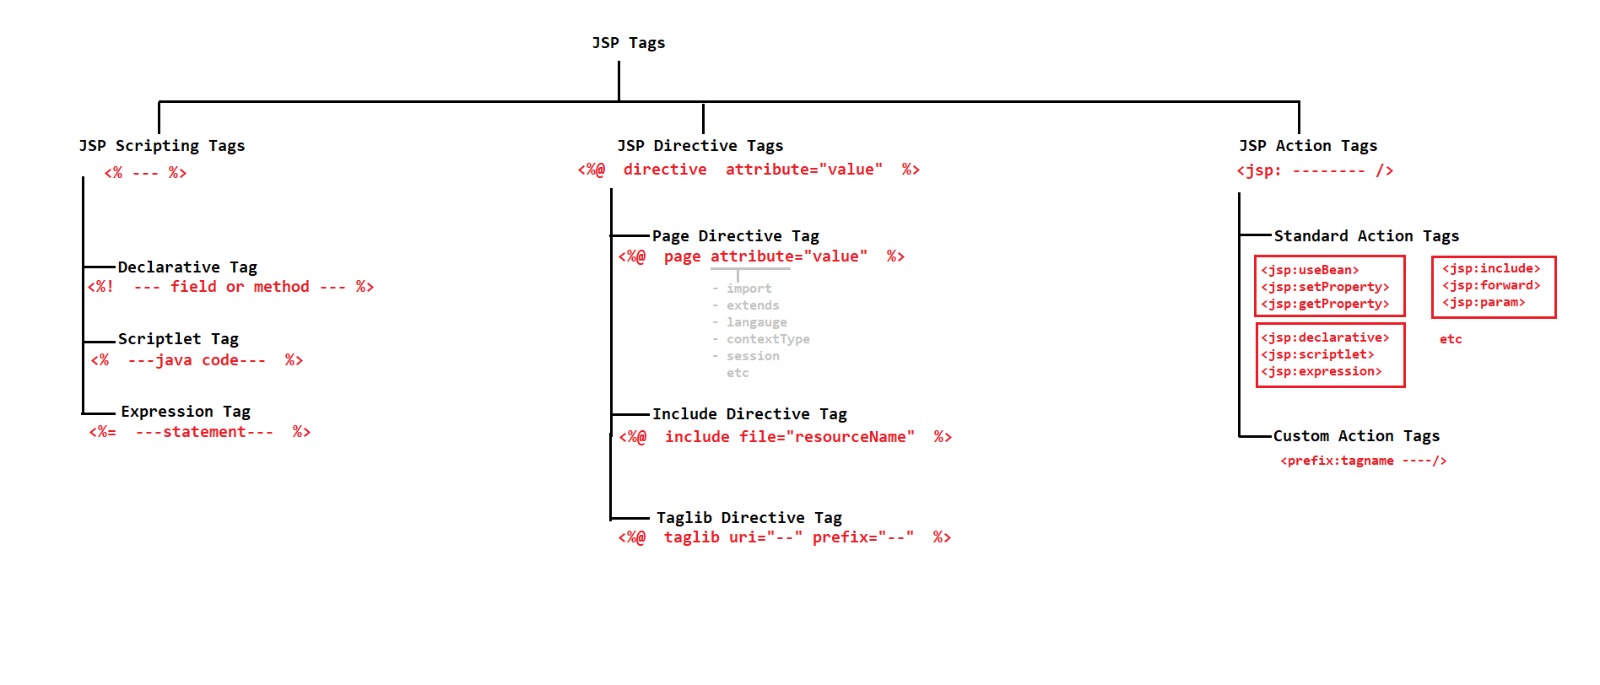 JSP Tags
JSP Scripting Tags
<% --- %>
Declarative Tag
<%!  --- field or method --- %>
Scriptlet Tag
<%  ---java code---  %>
Expression Tag
<%=  ---statement---  %>
JSP Directive Tags
<%@  directive  attribute="value"  %>
Page Directive Tag
<%@  page attribute="value"  %>
- import
- extends
- langauge
- contextType
- session
etc
Include Directive Tag
<%@  include file="resourceName"  %>
Taglib Directive Tag
<%@  taglib uri="--" prefix="--"  %>
JSP Action Tags
<jsp: -------- />
Standard Action Tags
<jsp:useBean>
<jsp:setProperty>
<jsp:getProperty>
<jsp:include>
<jsp:forward>
<jsp:param>
<jsp:declarative>
<jsp:scriptlet>
<jsp:expression>
etc
Custom Action Tags
<prefix:tagname ----/>